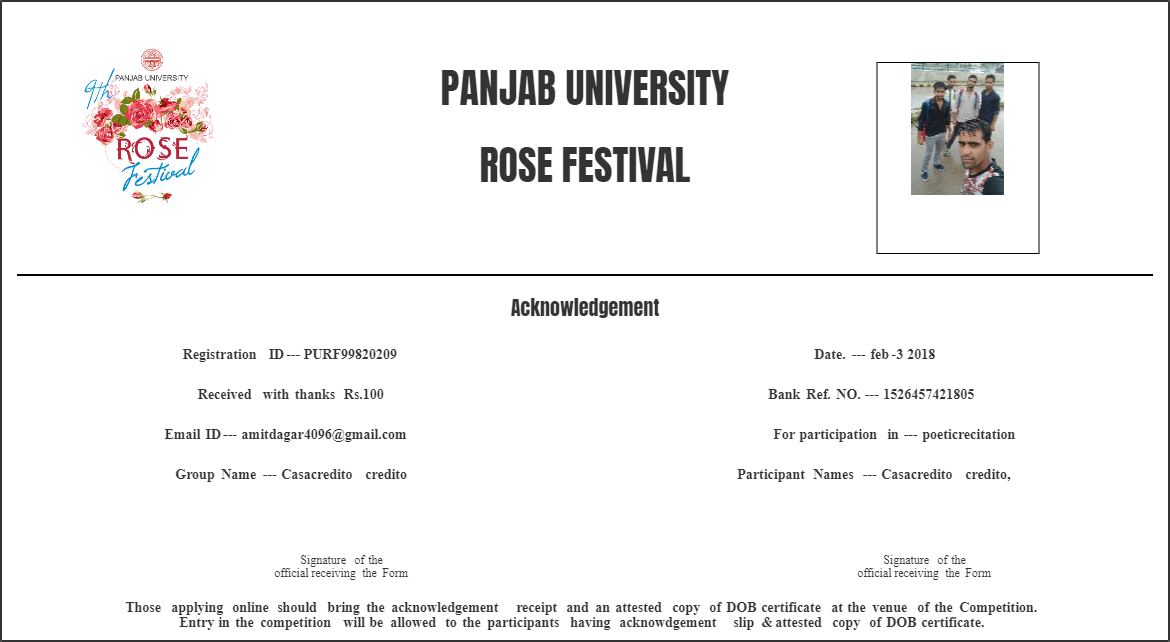 PANJAB UNIVERSITY
9th
ROSE
Festival
PANJAB UNIVERSITY
ROSE FESTIVAL
Acknowledgement
Registration ID --- PURF99820209
Date. --- feb -3 2018
Received with thanks Rs.100
Bank Ref. NO. --- 1526457421805
Email ID --- amitdagar4096@gmail.com
For participation in --- poeticrecitation
Group Name --- Casacredito credito
Participant Names --- Casacredito credito,
Signature of the
official receiving the Form
Signature of the
official receiving the Form
Those applying online should bring the acknowledgement receipt and an attested copy of DOB certificate at the venue of the Competition.
Entry in the competition will be allowed to the participants having acknowdgement slip & attested copy of DOB certificate.